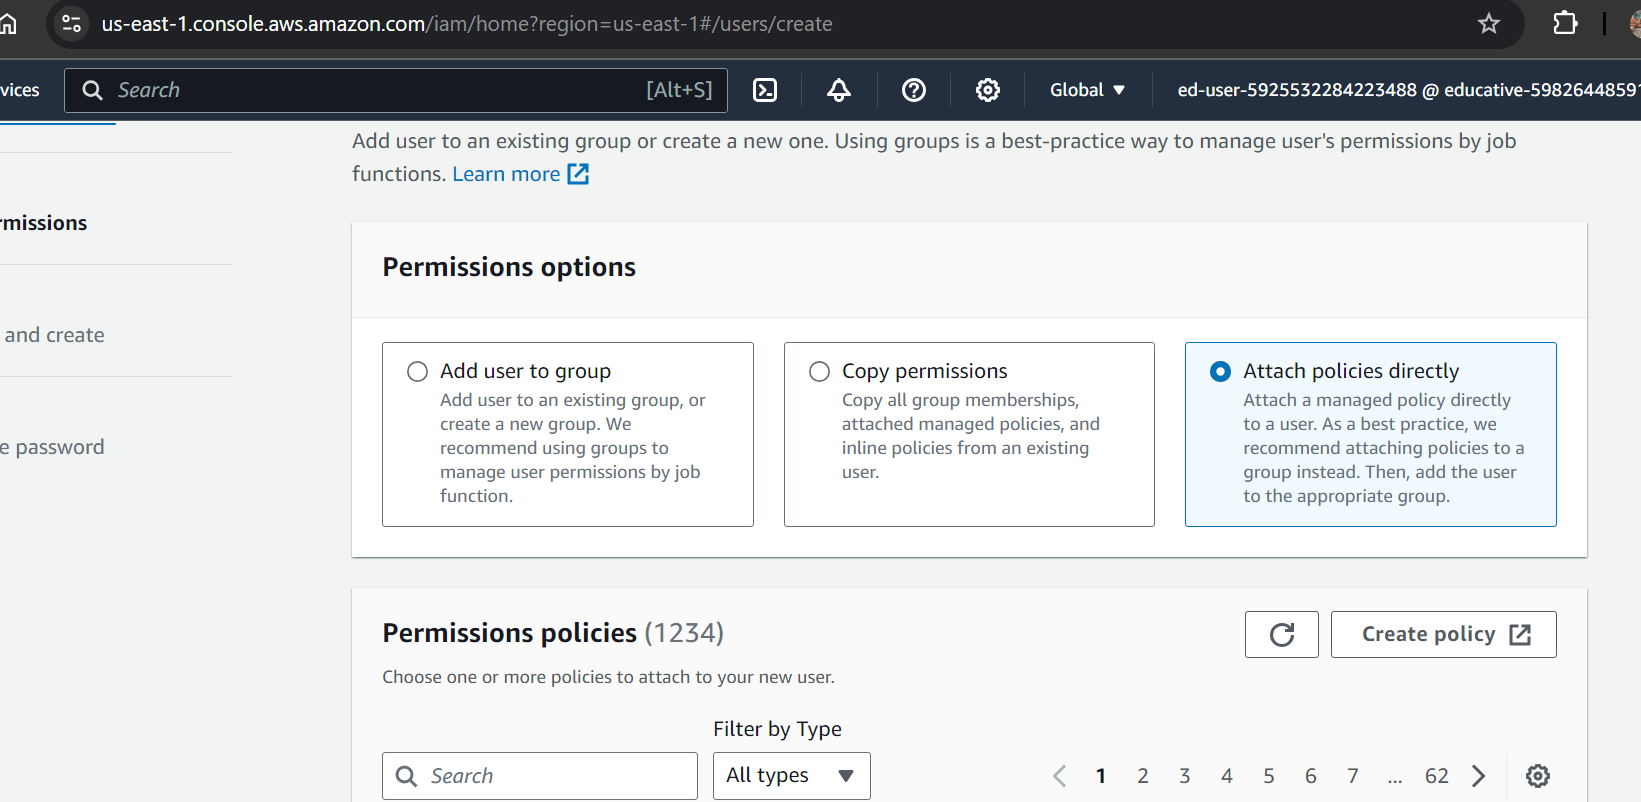 us-east-1.console.aws.amazon.com/iam/home?region=us-east-1#/users/create
vices
Search
[Alt+S]
Global
ed-user-5925532284223488 @ educative-598264485
Add user to an existing group or create a new one. Using groups is a best-practice way to manage user's permissions by job
functions. Learn more
rmissions
and create
e password
Permissions options
Add user to group
Add user to an existing group, or
create a new group. We
recommend using groups to
manage user permissions by job
function.
Copy permissions
Copy all group memberships,
attached managed policies, and
inline policies from an existing
user.
Attach policies directly
Attach a managed policy directly
to a user. As a best practice, we
recommend attaching policies to a
group instead. Then, add the user
to the appropriate group.
Permissions policies (1234)
Create policy
Choose one or more policies to attach to your new user.
Filter by Type
Search
All types
1 2 3 4 5 6 7 ... 62